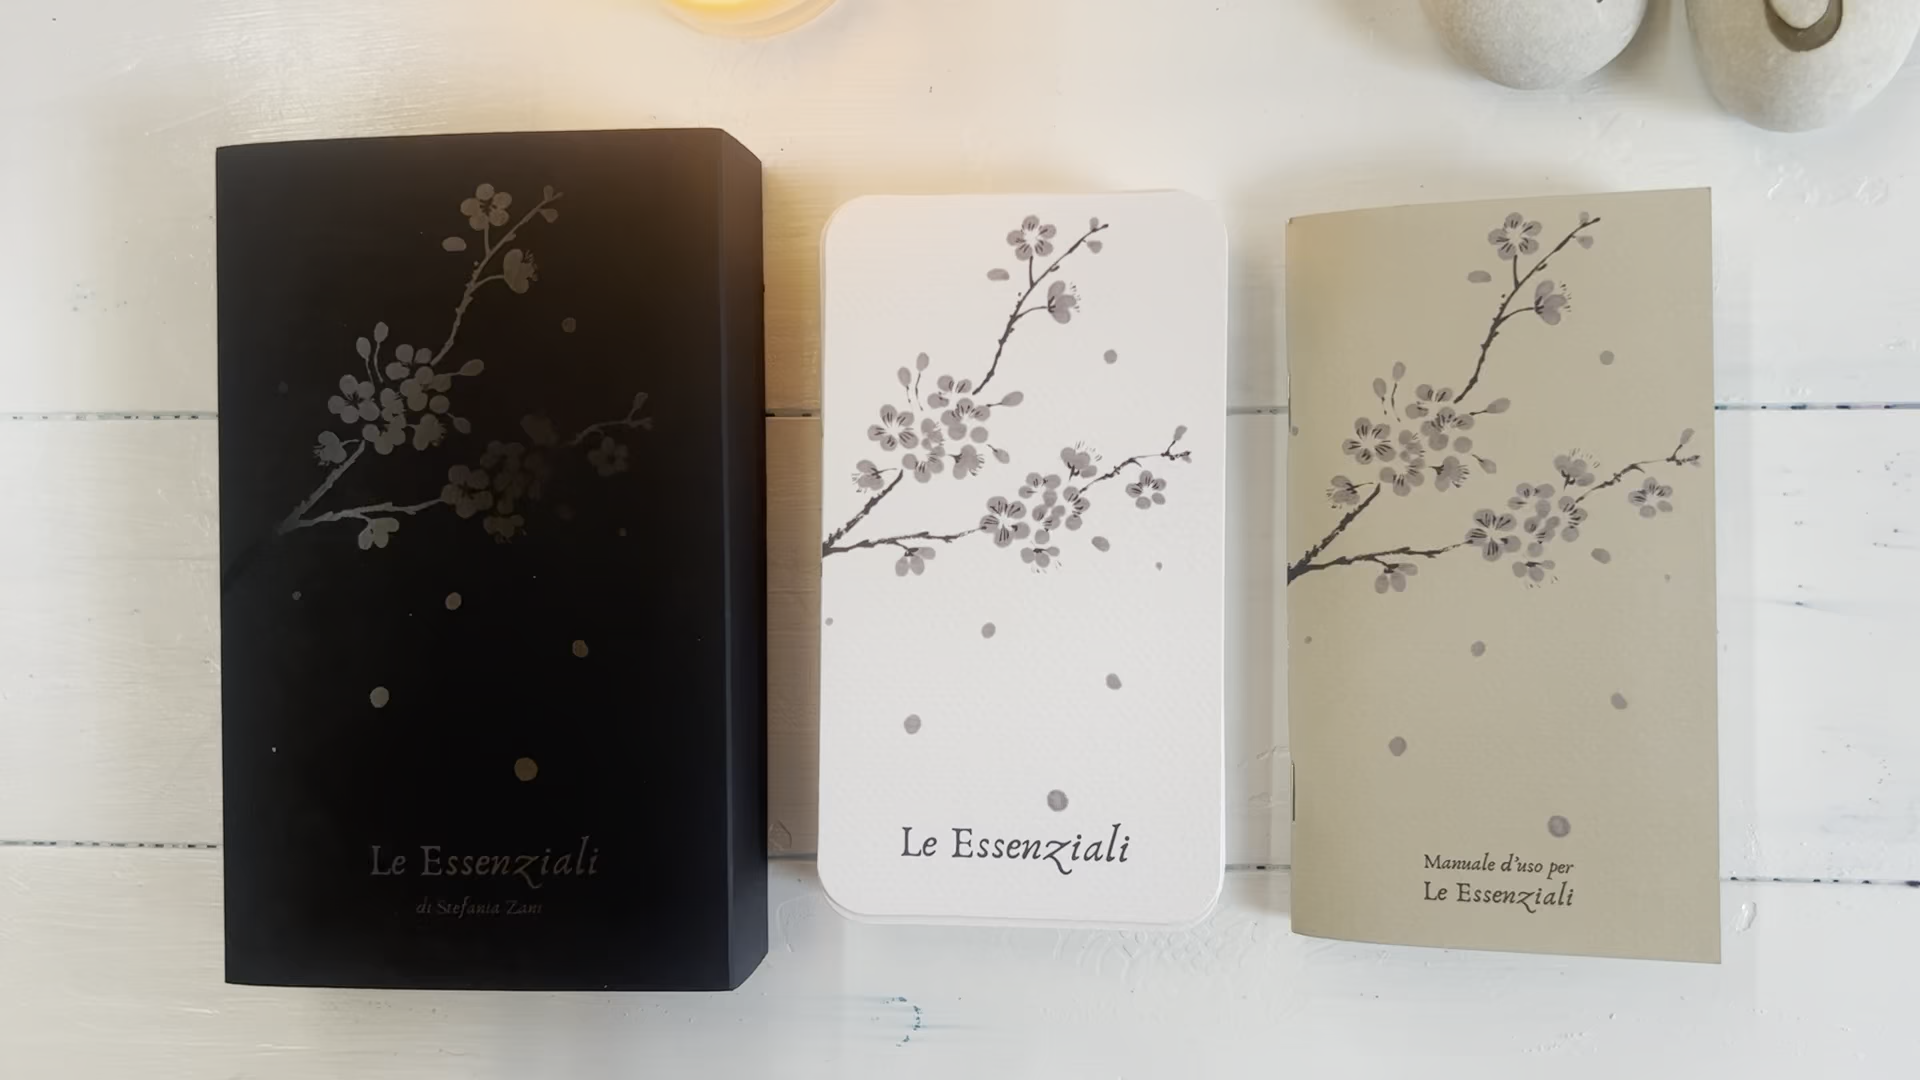 Le Essenziali
di Stefania Zani
Le Essenziali
Manuale d'uso per
Le Essenziali